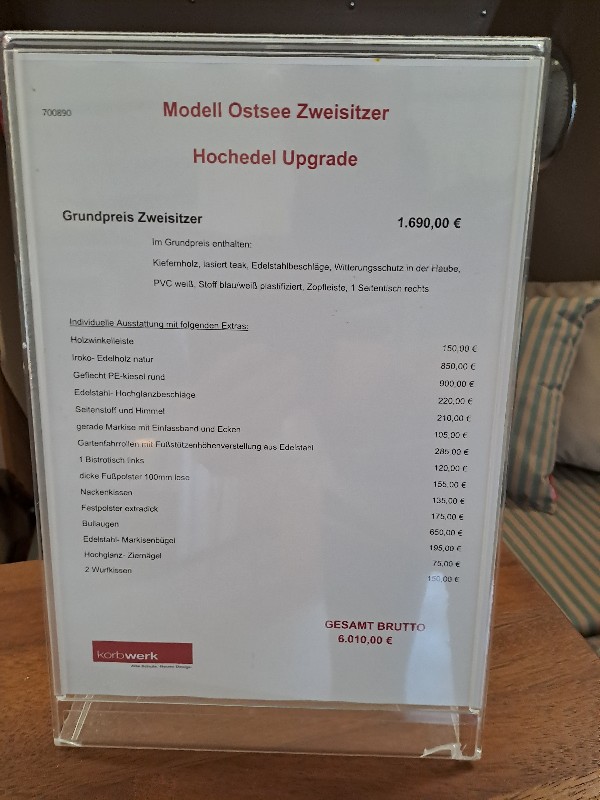 700890
Modell Ostsee Zweisitzer
Hochedel Upgrade
Grundpreis Zweisitzer 1.690,00 €
Im Grundpreis enthalten:
Kiefernholz, lasiert teak, Edelstahlbeschläge, Witterungsschutz in der Haube,
PVC weiß, Stoff blau/weiß plastifiziert, Zopfleiste, 1 Seitentisch rechts
Individuelle Ausstattung mit folgenden Extras:
Holzwinkelleiste 150,00 €
Iroko- Edelholz natur 850,00 €
Geflecht PE-kiesel rund 900,00 €
Edelstahl- Hochglanzbeschläge 220,00 €
Seitenstoff und Himmel 210,00 €
gerade Markise mit Einfassband und Ecken 105,00 €
Gartenfahrrollen mit Fußstützenhöhenverstellung aus Edelstahl 285,00 €
1 Bistrotisch links 120,00 €
dicke Fußpolster 100mm lose 155,00 €
Nackenkissen 135,00 €
Festpolster extradick 175,00 €
Bullaugen 650,00 €
Edelstahl- Markisenbügel 195,00 €
Hochglanz- Ziernägel 75,00 €
2 Wurfkissen
GESAMT BRUTTO
6.010,00 €
korbwerk